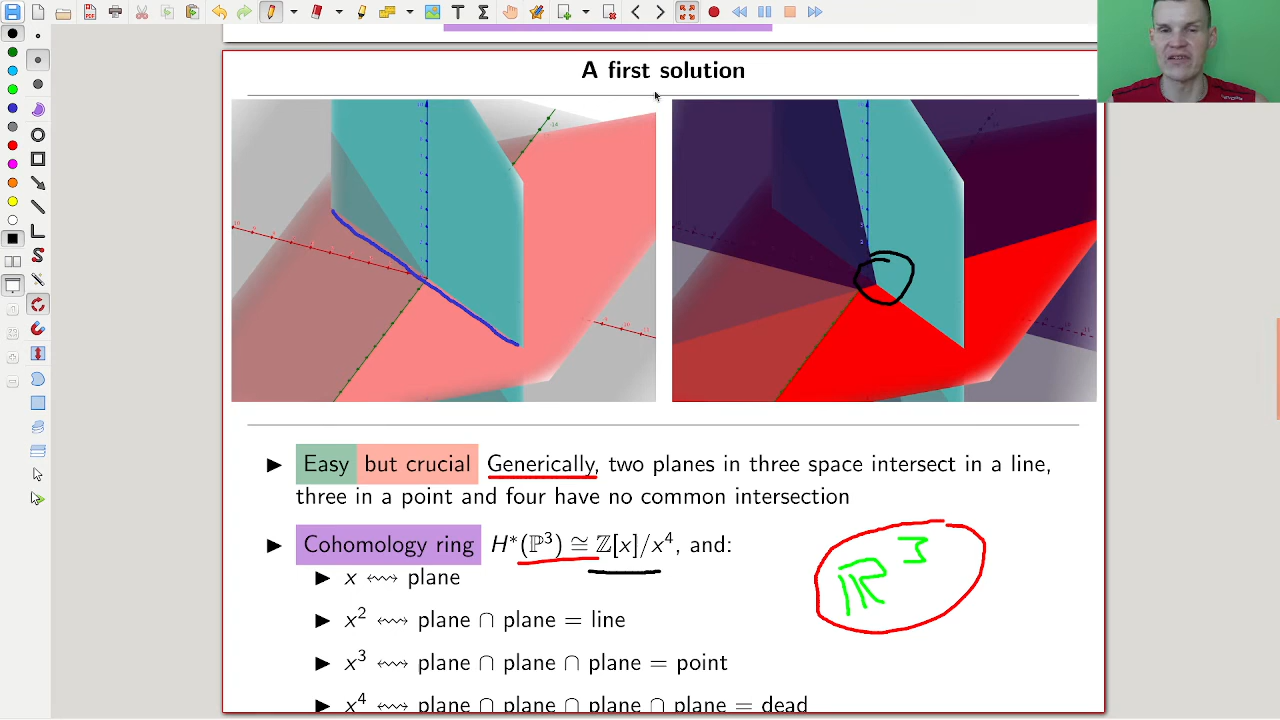 A first solution
▶ Easy but crucial Generically, two planes in three space intersect in a line,
three in a point and four have no common intersection
▶ Cohomology ring H*(ℙ³) ≅ ℤ[x]/x⁴, and:
▶ x ↭ plane
▶ x² ↭ plane ∩ plane = line
▶ x³ ↭ plane ∩ plane ∩ plane = point
▶ x⁴ ↭ plane ∩ plane ∩ plane ∩ plane = dead
ℝ³